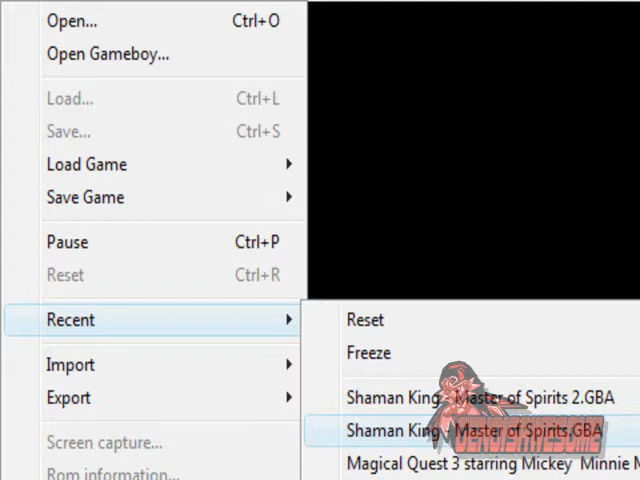 Open... Ctrl+O
Open Gameboy...
Load... Ctrl+L
Save... Ctrl+S
Load Game
Save Game
Pause Ctrl+P
Reset Ctrl+R
Recent
Reset
Freeze
Import
Export
Shaman King - Master of Spirits 2.GBA
Shaman King - Master of Spirits.GBA
Screen capture...
Magical Quest 3 starring Mickey Minnie
Rom information...